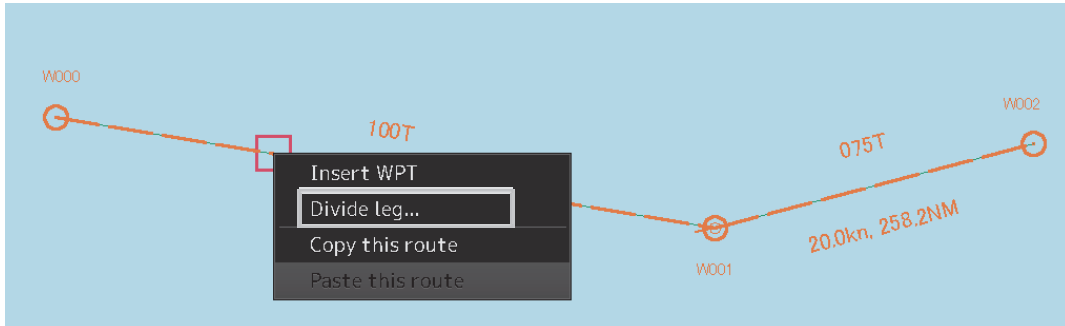 W000
W002
100T
075T
Insert WPT
Divide leg...
Copy this route
Paste this route
20.0kn, 258.2NM
W001